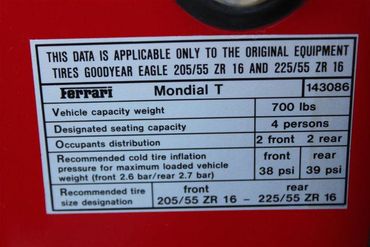 THIS DATA IS APPLICABLE ONLY TO THE ORIGINAL EQUIPMENT
TIRES GOODYEAR EAGLE 205/55 ZR 16 AND 225/55 ZR 16
Ferrari Mondial T 143086
Vehicle capacity weight 700 lbs
Designated seating capacity 4 persons
Occupants distribution 2 front 2 rear
Recommended cold tire inflation front rear
pressure for maximum loaded vehicle 38 psi 39 psi
weight (front 2.6 bar/rear 2.7 bar)
Recommended tire front rear
size designation 205/55 ZR 16 – 225/55 ZR 16